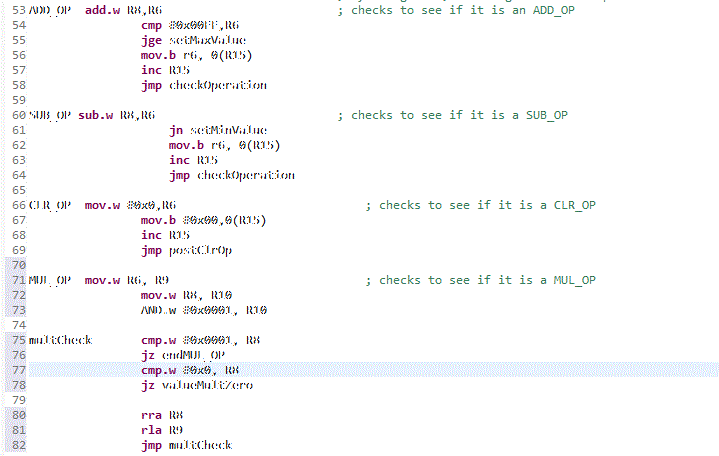 53 ADD_OP add.w R8,R6 ; checks to see if it is an ADD_OP
54 cmp #0x00FF,R6
55 jge setMaxValue
56 mov.b r6, 0(R15)
57 inc R15
58 jmp checkOperation
59
60 SUB_OP sub.w R8,R6 ; checks to see if it is a SUB_OP
61 jn setMinValue
62 mov.b r6, 0(R15)
63 inc R15
64 jmp checkOperation
65
66 CLR_OP mov.w #0x0,R6 ; checks to see if it is a CLR_OP
67 mov.b #0x00,0(R15)
68 inc R15
69 jmp postClrOp
70
71 MUL_OP mov.w R6, R9 ; checks to see if it is a MUL_OP
72 mov.w R8, R10
73 AND.w #0x0001, R10
74
75 multCheck cmp.w #0x0001, R8
76 jz endMUL_OP
77 cmp.w #0x0, R8
78 jz valueMultZero
79
80 rra R8
81 rla R9
82 jmp multCheck